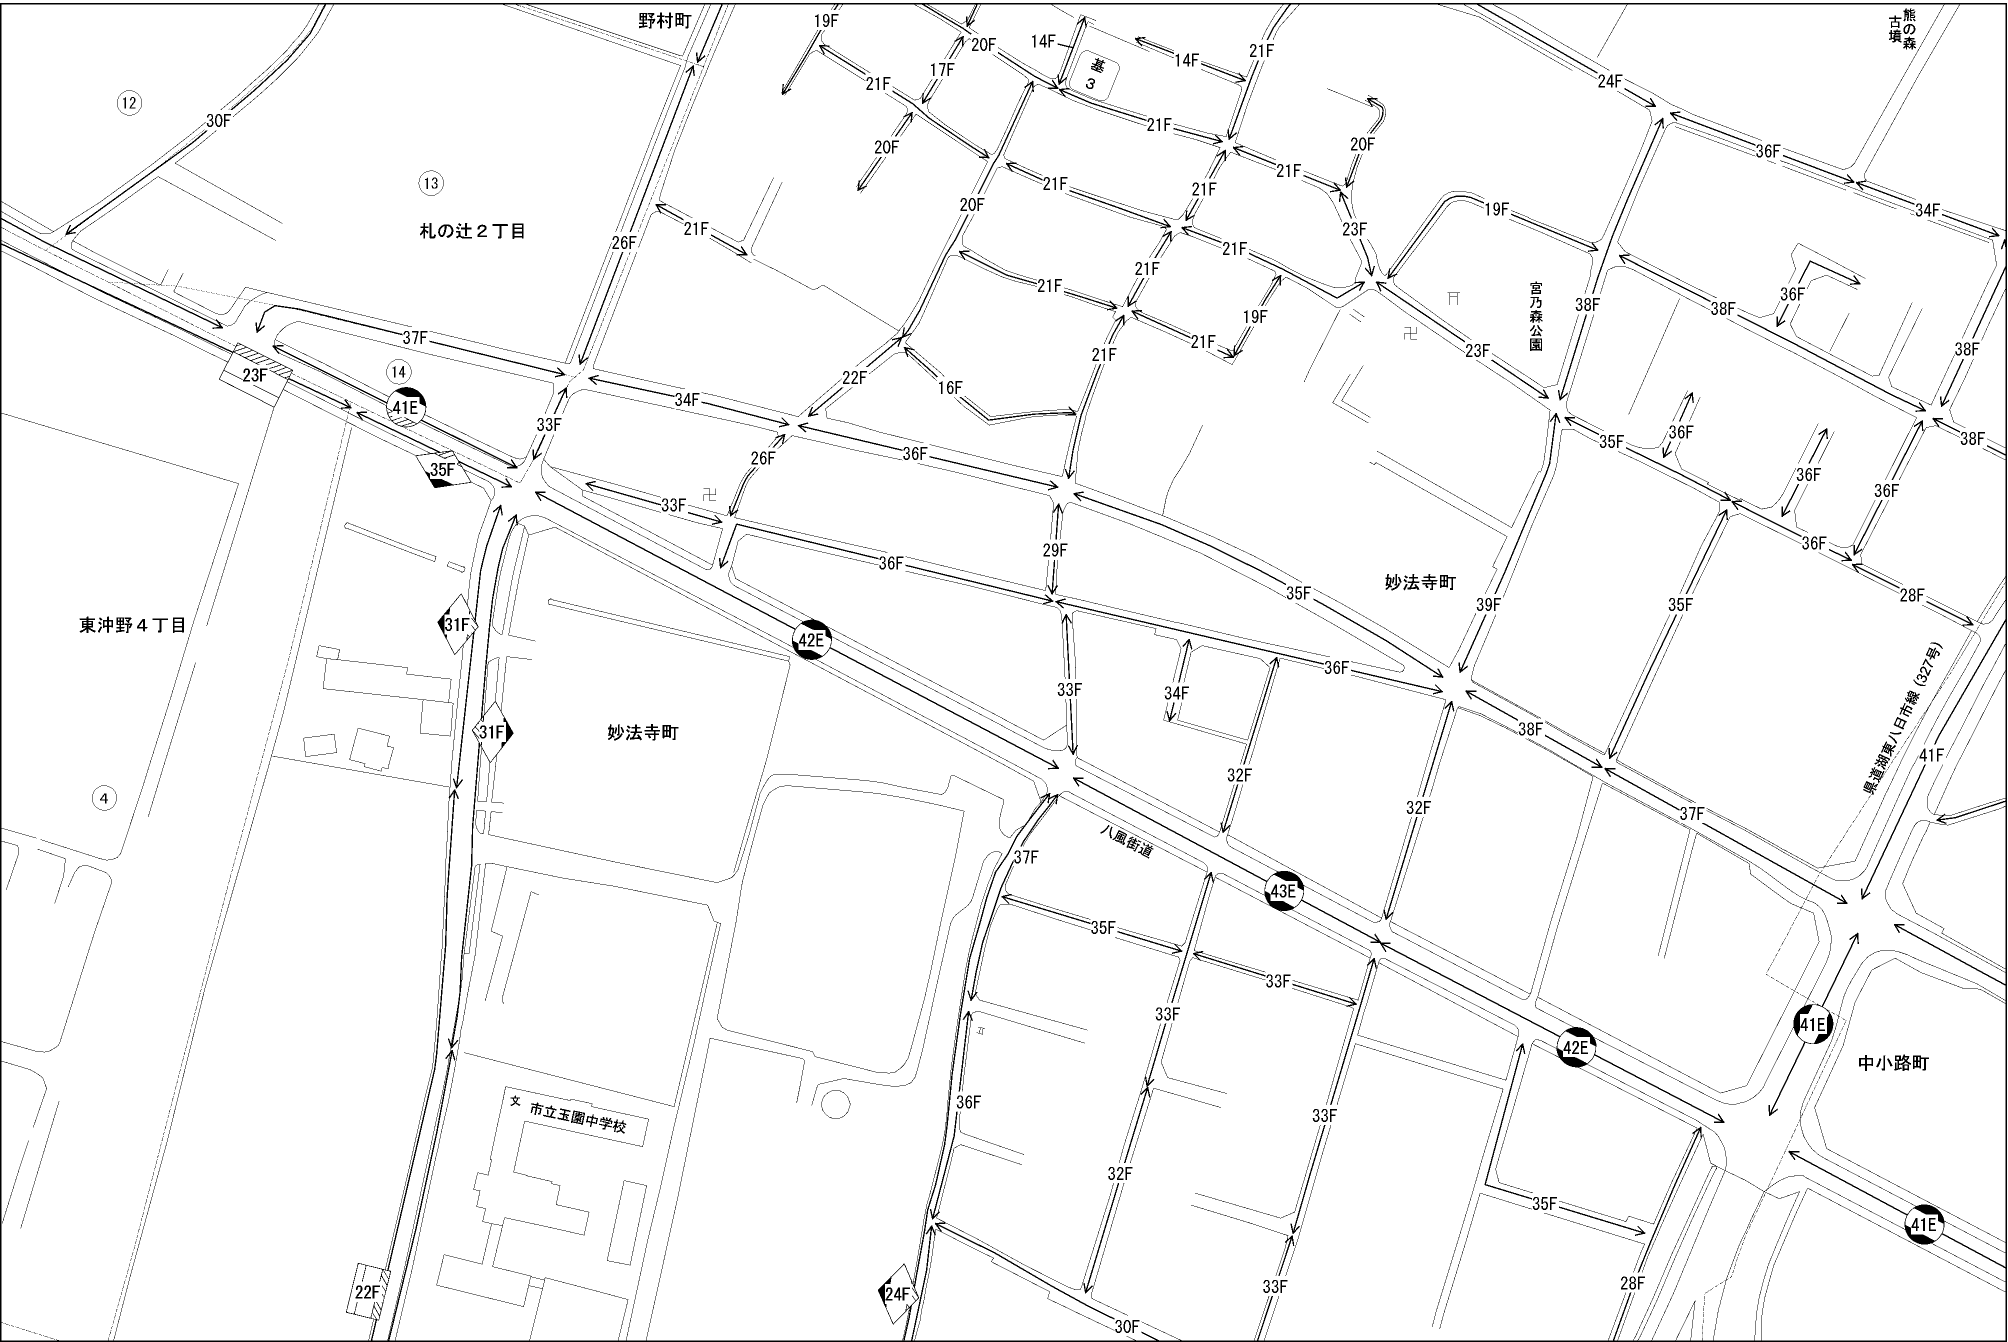 野村町
19F
20F
14F
基
3
14F
21F
熊の森
古墳
17F
21F
24F
12
30F
21F
20F
20F
36F
13
21F
21F
21F
20F
19F
34F
札の辻２丁目
26F
21F
23F
21F
21F
21F
36F
宮乃森公園
38F
38F
19F
37F
21F
21F
23F
38F
14
23F
22F
16F
34F
41E
33F
36F
35F
36F
38F
26F
35F
36F
36F
33F
29F
36F
36F
35F
妙法寺町
28F
39F
35F
東沖野４丁目
31F
42E
36F
県道湖東八日市線 (327号)
33F
34F
31F
妙法寺町
38F
41F
32F
4
32F
37F
八風街道
37F
43E
35F
33F
33F
41E
42E
中小路町
36F
文 市立玉園中学校
33F
32F
35F
41E
28F
22F
24F
33F
30F